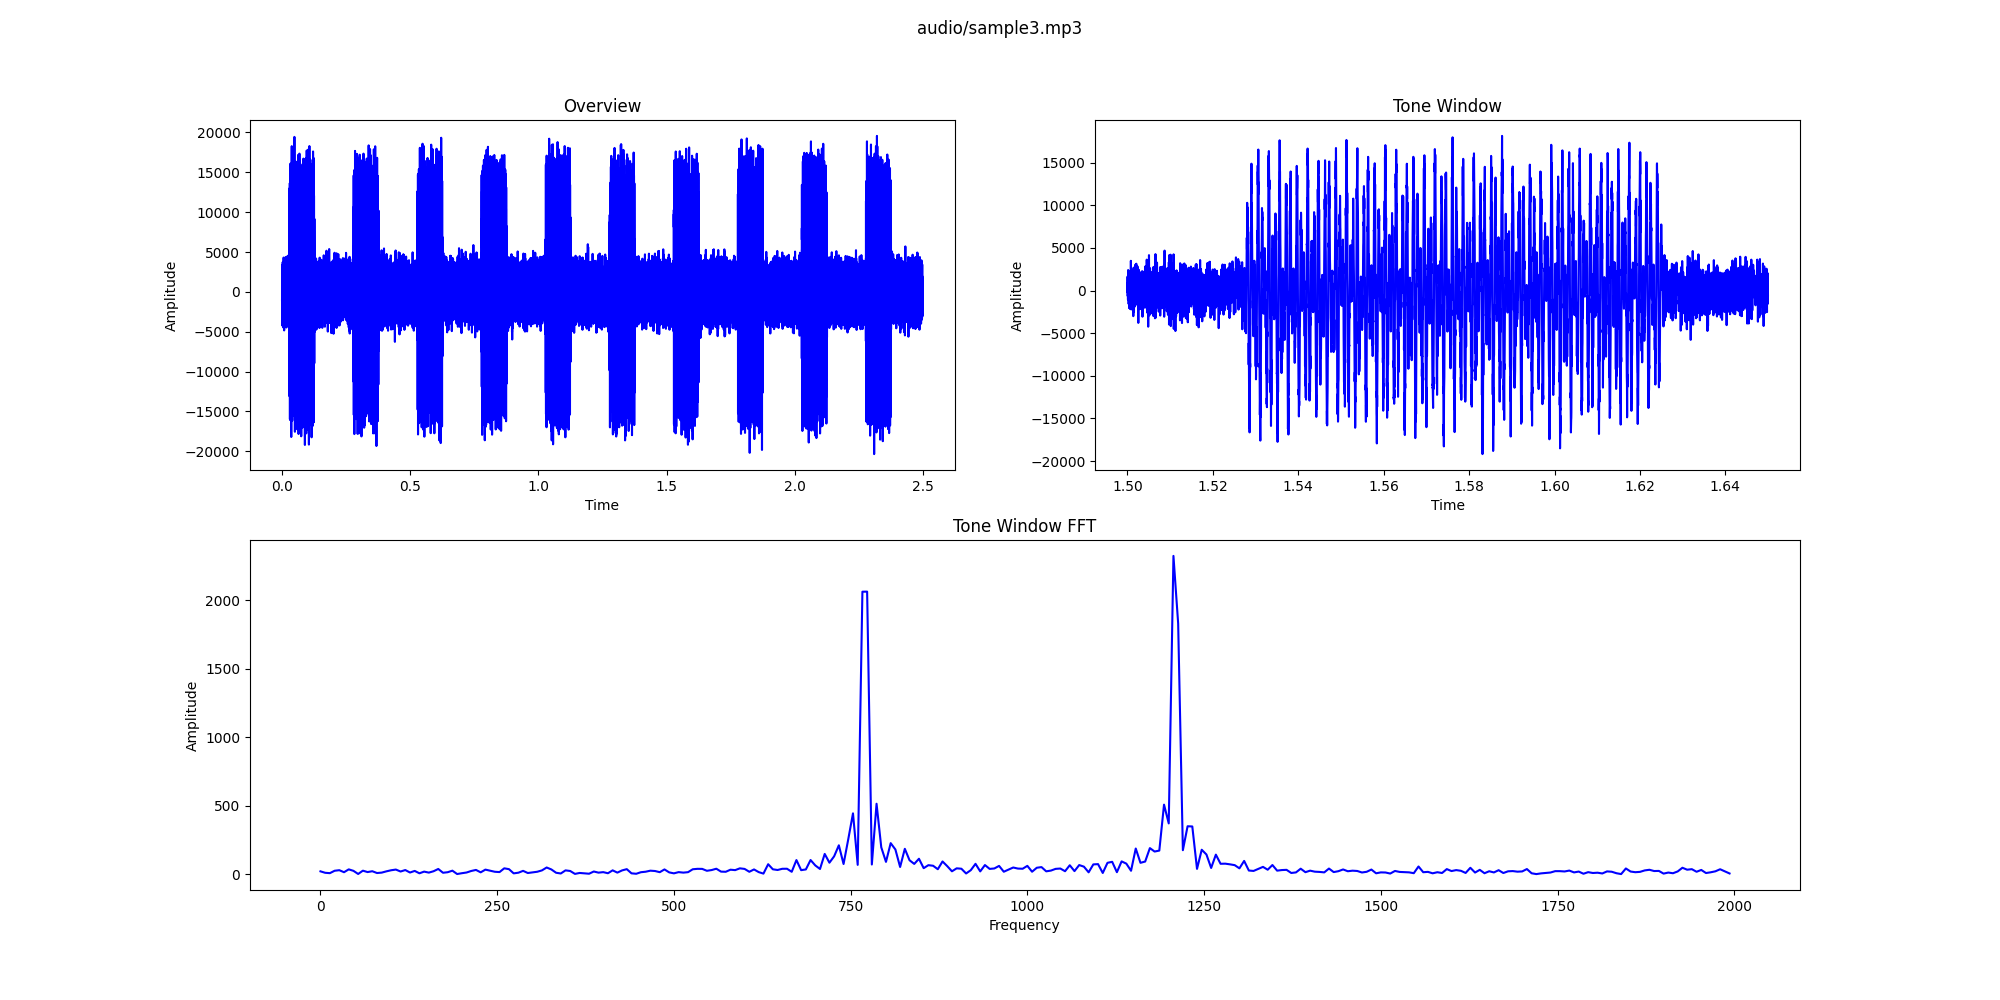 audio/sample3.mp3
Overview
Amplitude
20000
15000
10000
5000
0
−5000
−10000
−15000
−20000
0.0 0.5 1.0 1.5 2.0 2.5
Time
Tone Window
Amplitude
15000
10000
5000
0
−5000
−10000
−15000
−20000
1.50 1.52 1.54 1.56 1.58 1.60 1.62 1.64
Time
Tone Window FFT
Amplitude
2000
1500
1000
500
0
0 250 500 750 1000 1250 1500 1750 2000
Frequency